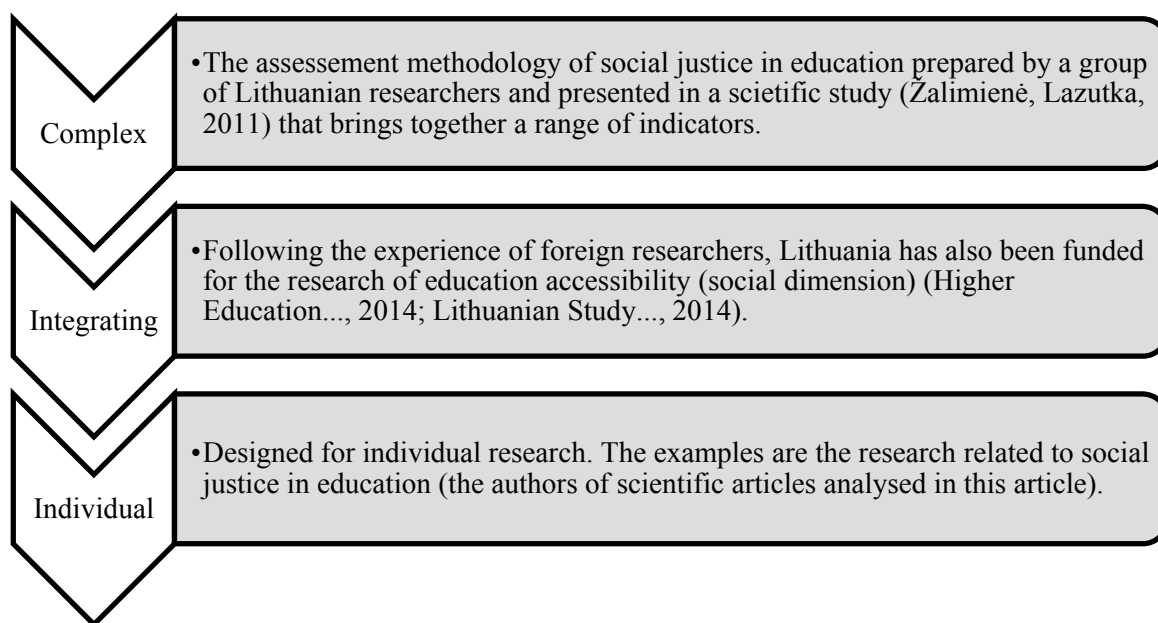 Complex
•The assessement methodology of social justice in education prepared by a group
of Lithuanian researchers and presented in a scietific study (Žalimienė, Lazutka,
2011) that brings together a range of indicators.
Integrating
•Following the experience of foreign researchers, Lithuania has also been funded
for the research of education accessibility (social dimension) (Higher
Education..., 2014; Lithuanian Study..., 2014).
Individual
•Designed for individual research. The examples are the research related to social
justice in education (the authors of scientific articles analysed in this article).